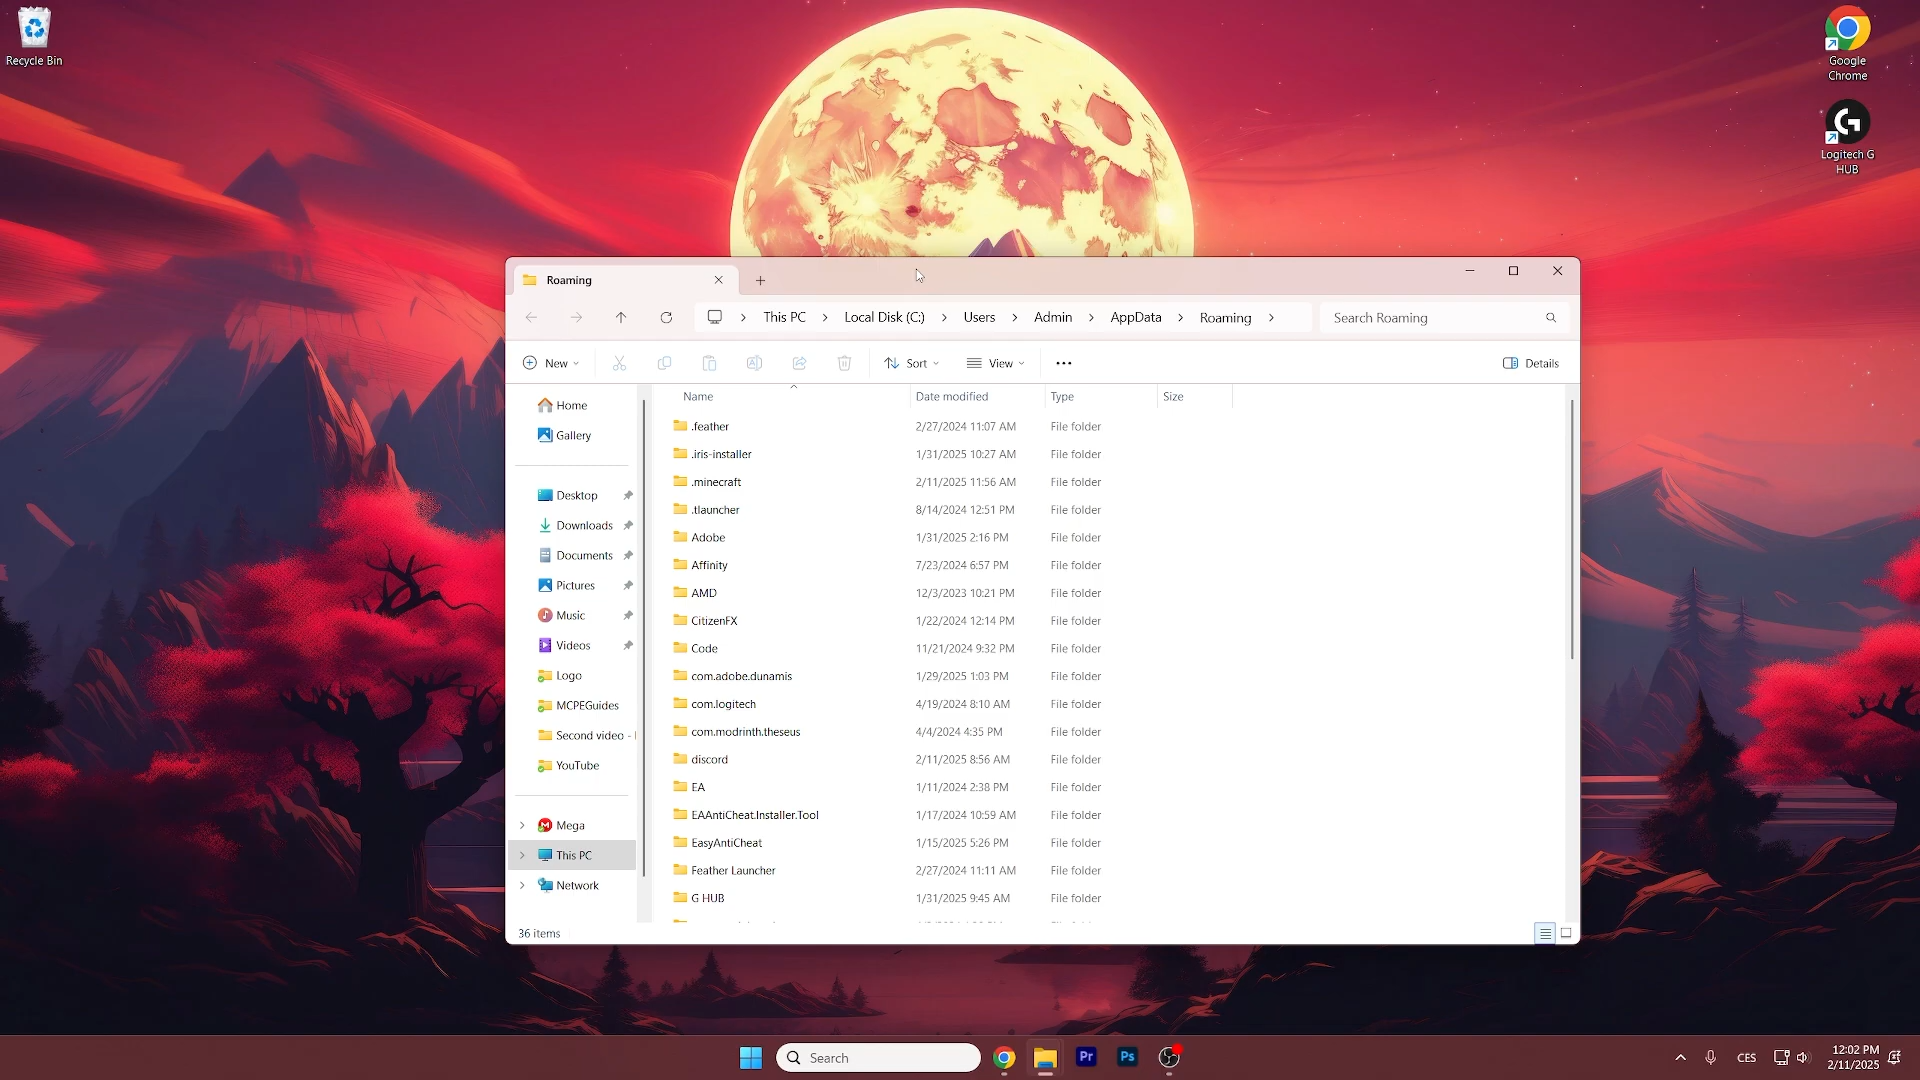 Recycle Bin
Google
Chrome
Logitech G
HUB
Roaming
This PC
Local Disk (C:)
Users
Admin
AppData
Roaming
Search Roaming
New
Sort
View
Details
Name
Date modified
Type
Size
Home
Gallery
Desktop
Downloads
Documents
Pictures
Music
Videos
Logo
MCPEGuides
Second video -
YouTube
Mega
This PC
Network
.feather 2/27/2024 11:07 AM File folder
.iris-installer 1/31/2025 10:27 AM File folder
.minecraft 2/11/2025 11:56 AM File folder
.tlauncher 8/14/2024 12:51 PM File folder
Adobe 1/31/2025 2:16 PM File folder
Affinity 7/23/2024 6:57 PM File folder
AMD 12/3/2023 10:21 PM File folder
CitizenFX 1/22/2024 12:14 PM File folder
Code 11/21/2024 9:32 PM File folder
com.adobe.dunamis 1/29/2025 1:03 PM File folder
com.logitech 4/19/2024 8:10 AM File folder
com.modrinth.theseus 4/4/2024 4:35 PM File folder
discord 2/11/2025 8:56 AM File folder
EA 1/11/2024 2:38 PM File folder
EAAntiCheat.Installer.Tool 1/17/2024 10:59 AM File folder
EasyAntiCheat 1/15/2025 5:26 PM File folder
Feather Launcher 2/27/2024 11:11 AM File folder
G HUB 1/31/2025 9:45 AM File folder
36 items
Search
Pr
Ps
CES
12:02 PM
2/11/2025